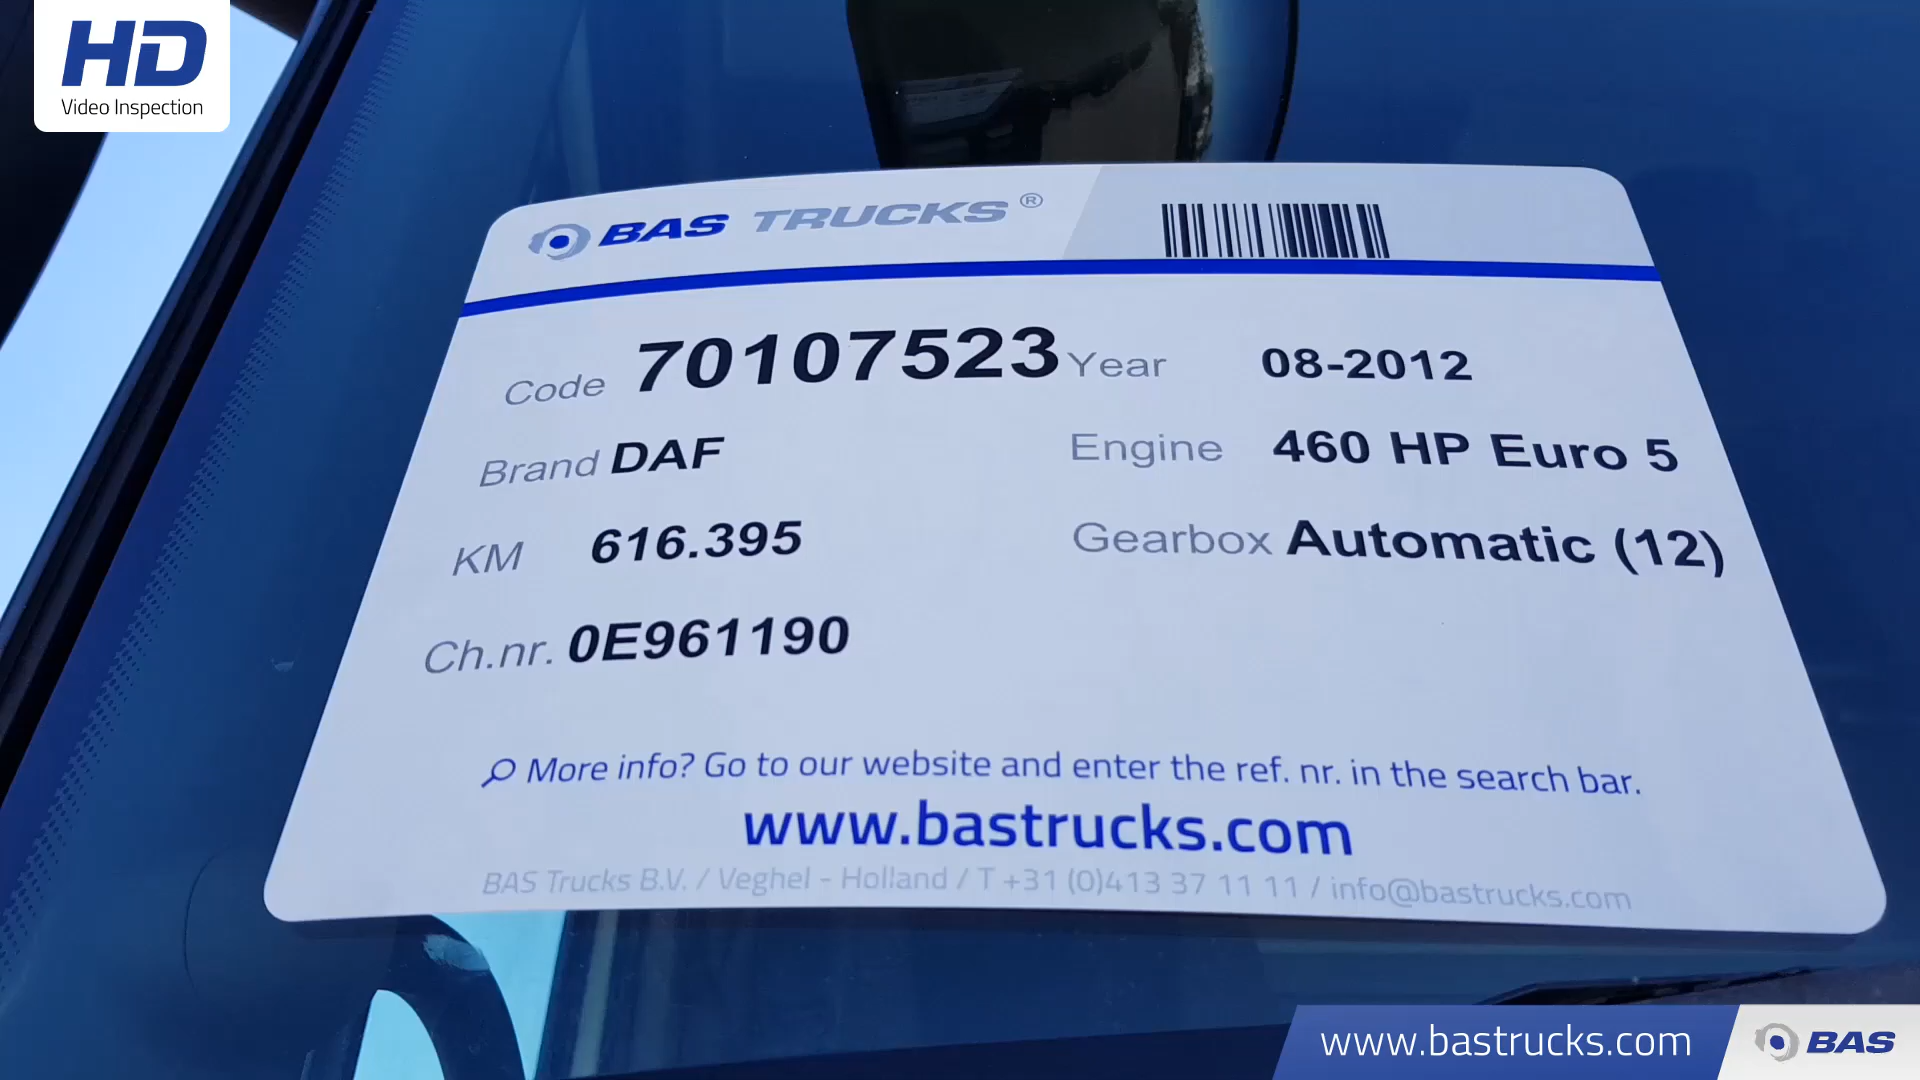 HD
Video Inspection
BAS TRUCKS®
Code 70107523 Year 08-2012
Brand DAF Engine 460 HP Euro 5
KM 616.395 Gearbox Automatic (12)
Ch.nr. 0E961190
More info? Go to our website and enter the ref. nr. in the search bar.
www.bastrucks.com
BAS Trucks B.V. / Veghel - Holland / T +31 (0)413 37 11 11 / info@bastrucks.com
www.bastrucks.com BAS